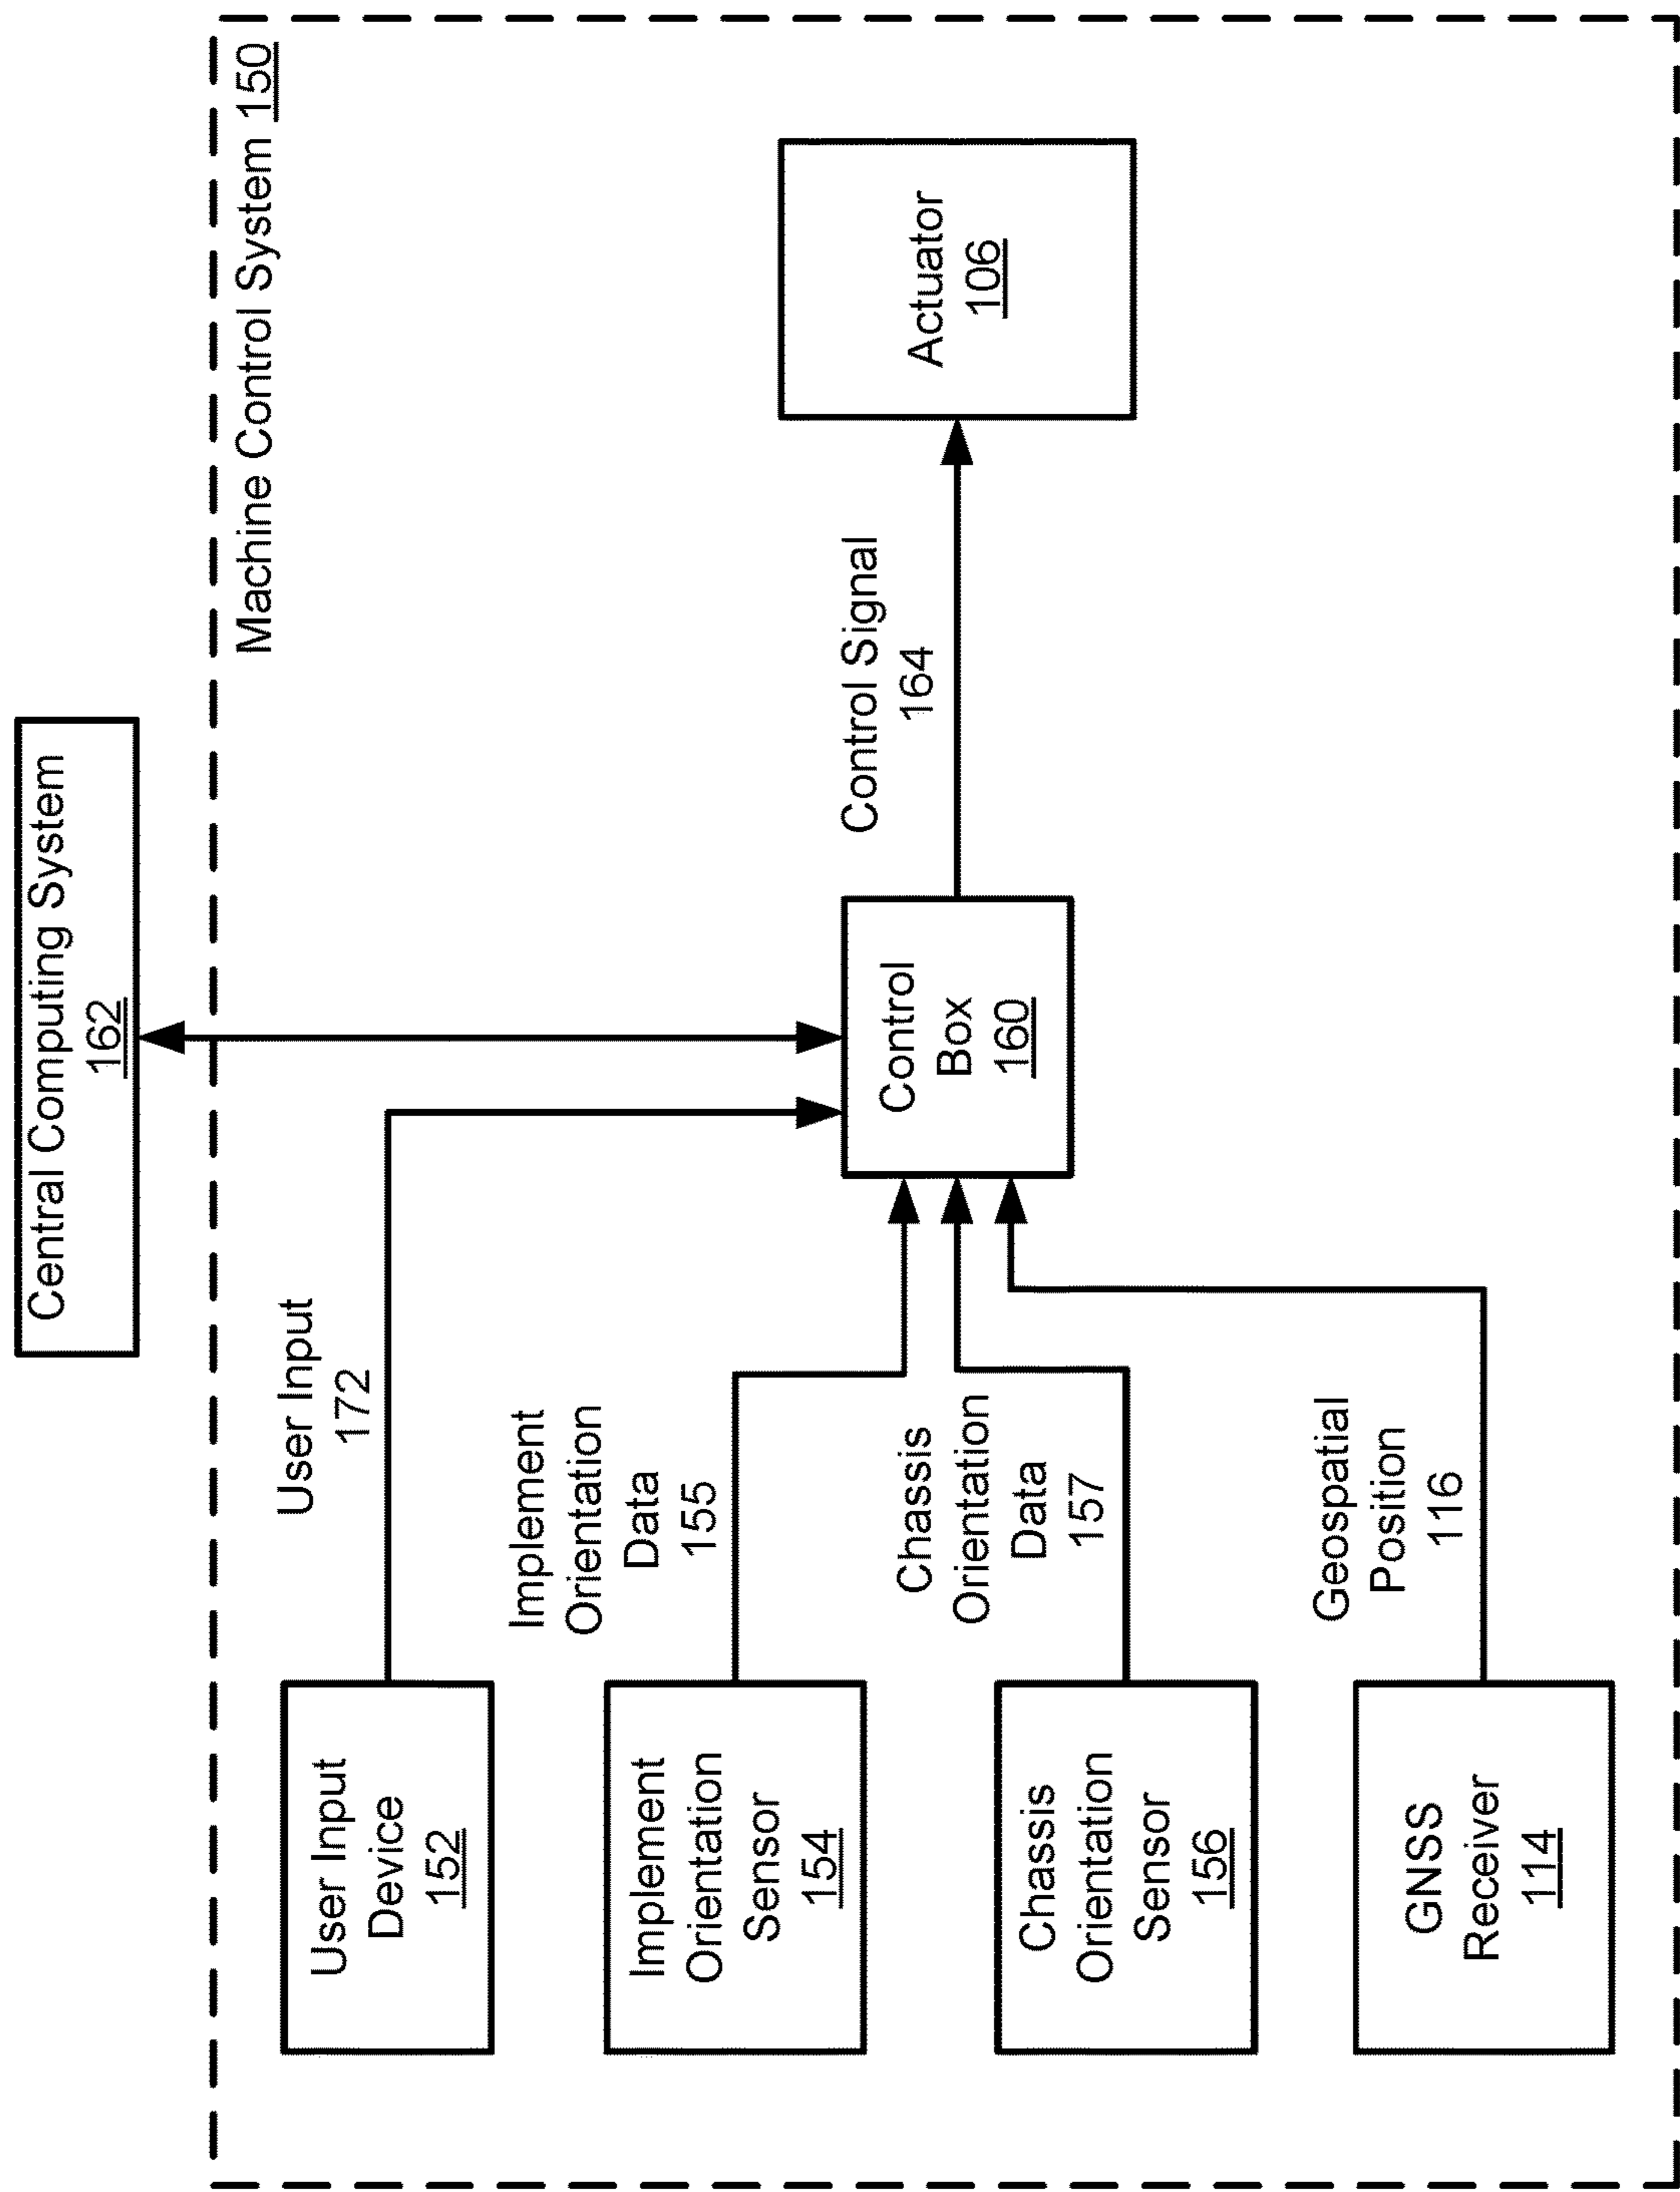 Central Computing System
162
Machine Control System 150
User Input
Device
152
User Input
172
Implement
Orientation
Sensor
154
Implement
Orientation
Data
155
Chassis
Orientation
Sensor
156
Chassis
Orientation
Data
157
GNSS
Receiver
114
Geospatial
Position
116
Control
Box
160
Control Signal
164
Actuator
106